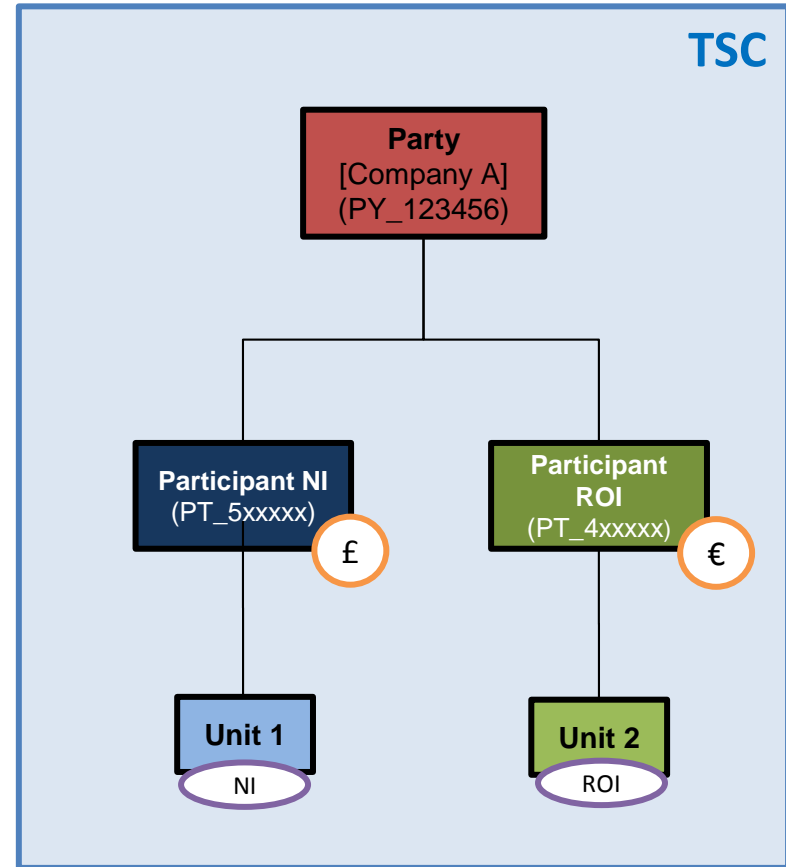 TSC
Party
[Company A]
(PY_123456)
Participant NI
(PT_5xxxxx)
£
Participant
ROI
(PT_4xxxxx)
€
Unit 1
NI
Unit 2
ROI